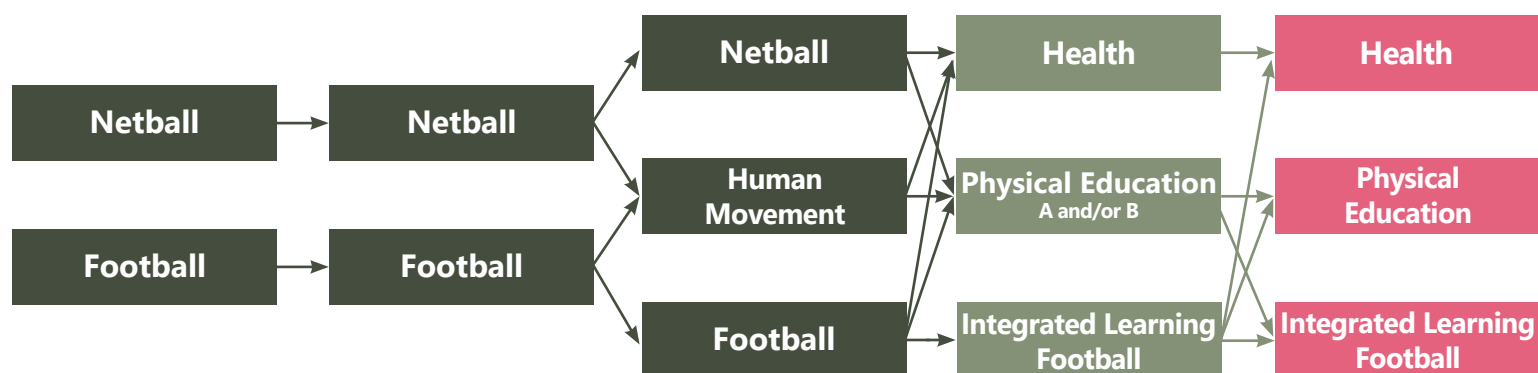 Netball
Football
Netball
Football
Netball
Human
Movement
Football
Health
Physical Education
A and/or B
Integrated Learning
Football
Health
Physical
Education
Integrated Learning
Football